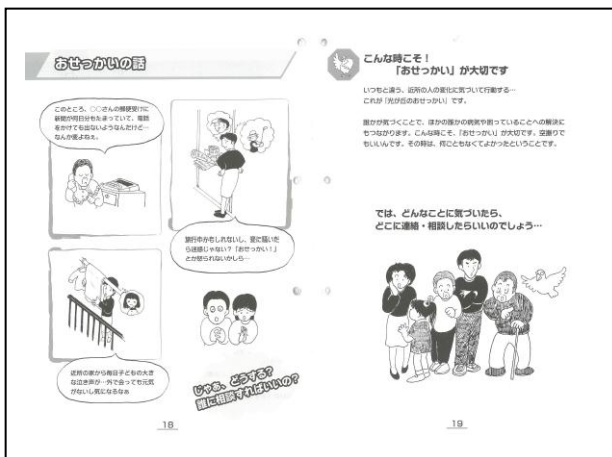 おせっかいの話
このところ、○○さんの郵便受けに
新聞が何日分もたまっていて、電話
をかけても出ないようなんだけど…
なんか変よねぇ。
旅行中かもしれないし、変に騒いだ
ら迷惑じゃない?「おせっかい!」
とか怒られないかしら…
近所の家から毎日子どもの大き
な泣き声が…外で会っても元気
がないし気になるなぁ
じゃあ、どうする?
誰に相談すればいいの?
18
こんな時こそ!
「おせっかい」が大切です
いつもと違う、近所の人の変化に気づいて行動する…
これが「光が丘のおせっかい」です。
誰かが気づくことで、ほかの誰かの病気や困っていることへの解決に
もつながります。こんな時こそ、「おせっかい」が大切です。空振りで
もいいんです。その時は、何ごともなくてよかったということです。
では、どんなことに気づいたら、
どこに連絡・相談したらいいのでしょう…
19